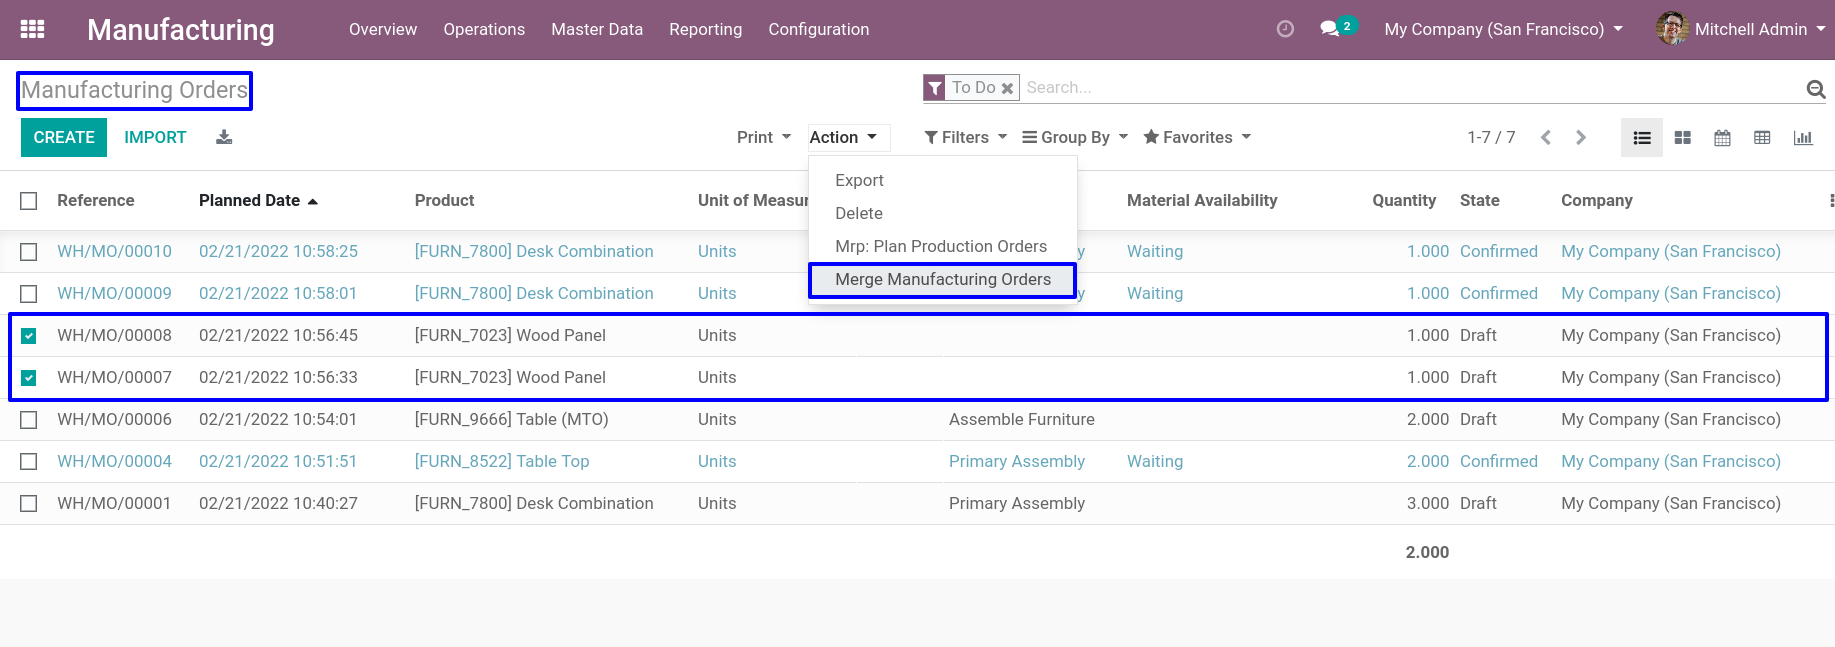 Manufacturing Overview Operations Master Data Reporting Configuration 2 My Company (San Francisco) Mitchell Admin
Manufacturing Orders To Do Search...
CREATE IMPORT Print Action Filters Group By Favorites 1-7 / 7
Export
Delete
Mrp: Plan Production Orders
Merge Manufacturing Orders
Reference Planned Date Product Unit of Measur Material Availability Quantity State Company
WH/MO/00010 02/21/2022 10:58:25 [FURN_7800] Desk Combination Units y Waiting 1.000 Confirmed My Company (San Francisco)
WH/MO/00009 02/21/2022 10:58:01 [FURN_7800] Desk Combination Units y Waiting 1.000 Confirmed My Company (San Francisco)
WH/MO/00008 02/21/2022 10:56:45 [FURN_7023] Wood Panel Units 1.000 Draft My Company (San Francisco)
WH/MO/00007 02/21/2022 10:56:33 [FURN_7023] Wood Panel Units 1.000 Draft My Company (San Francisco)
WH/MO/00006 02/21/2022 10:54:01 [FURN_9666] Table (MTO) Units Assemble Furniture 2.000 Draft My Company (San Francisco)
WH/MO/00004 02/21/2022 10:51:51 [FURN_8522] Table Top Units Primary Assembly Waiting 2.000 Confirmed My Company (San Francisco)
WH/MO/00001 02/21/2022 10:40:27 [FURN_7800] Desk Combination Units Primary Assembly 3.000 Draft My Company (San Francisco)
2.000